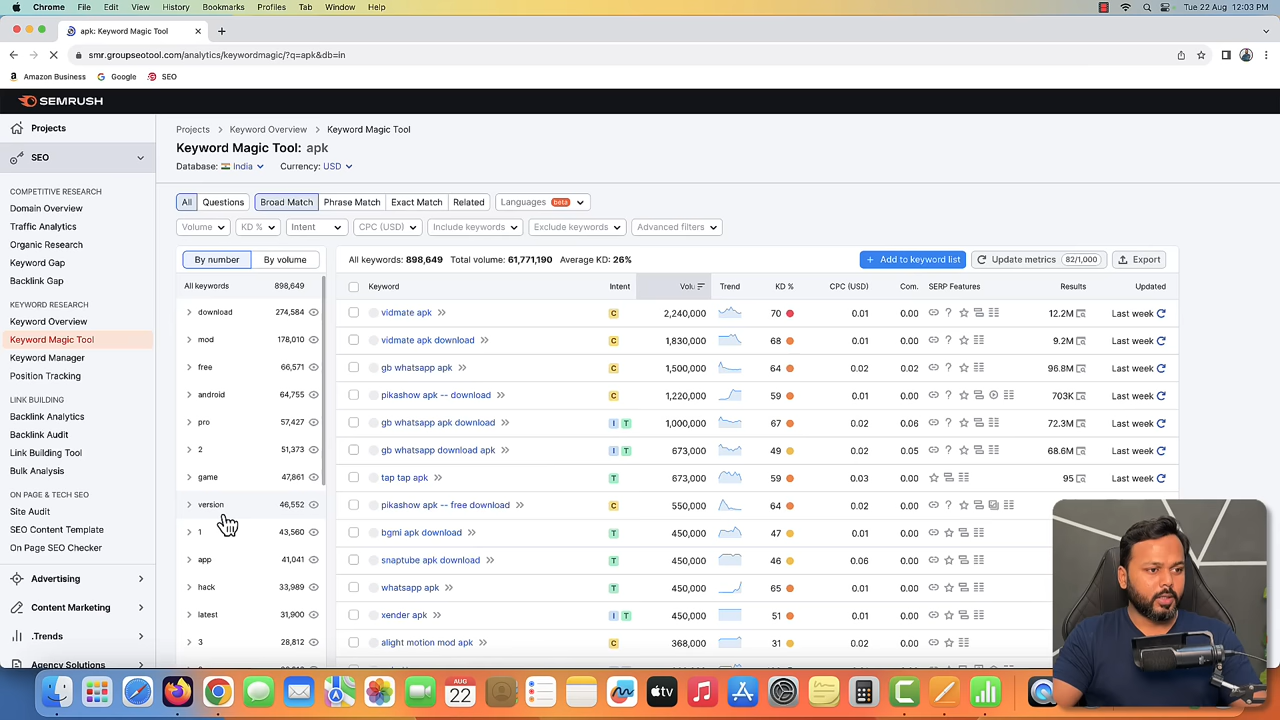 Chrome File Edit View History Bookmarks Profiles Tab Window Help Tue 22 Aug 12:03 PM
apk: Keyword Magic Tool
smr.groupseotool.com/analytics/keywordmagic/?q=apk&db=in
Amazon Business Google SEO
SEMRUSH
Projects
SEO
COMPETITIVE RESEARCH
Domain Overview
Traffic Analytics
Organic Research
Keyword Gap
Backlink Gap
KEYWORD RESEARCH
Keyword Overview
Keyword Magic Tool
Keyword Manager
Position Tracking
LINK BUILDING
Backlink Analytics
Backlink Audit
Link Building Tool
Bulk Analysis
ON PAGE & TECH SEO
Site Audit
SEO Content Template
On Page SEO Checker
Advertising
Content Marketing
.Trends
Agency Solutions
Projects > Keyword Overview > Keyword Magic Tool
Keyword Magic Tool: apk
Database: India Currency: USD
All Questions Broad Match Phrase Match Exact Match Related Languages beta
Volume KD % Intent CPC (USD) Include keywords Exclude keywords Advanced filters
By number By volume
All keywords 898,649
download 274,584
mod 178,010
free 66,571
android 64,755
pro 57,427
2 51,373
game 47,861
version 46,552
1 43,560
app 41,041
hack 33,989
latest 31,900
3 28,812
All keywords: 898,649 Total volume: 61,771,190 Average KD: 26%
+ Add to keyword list Update metrics 82/1,000 Export
Keyword Intent Volu Trend KD % CPC (USD) Com. SERP Features Results Updated
vidmate apk C 2,240,000 70 0.01 0.00 12.2M Last week
vidmate apk download C 1,830,000 68 0.01 0.00 9.2M Last week
gb whatsapp apk C 1,500,000 64 0.02 0.02 96.8M Last week
pikashow apk -- download C 1,220,000 59 0.01 0.00 703K Last week
gb whatsapp apk download I T 1,000,000 67 0.02 0.06 72.3M Last week
gb whatsapp download apk I T 673,000 49 0.02 0.05 68.6M Last week
tap tap apk T 673,000 59 0.03 0.00 95 Last week
pikashow apk -- free download C 550,000 64 0.02 0.00
bgmi apk download T 450,000 47 0.01 0.00
snaptube apk download T 450,000 46 0.06 0.00
whatsapp apk T 450,000 65 0.01 0.00
xender apk I T 450,000 51 0.01 0.00
alight motion mod apk C 368,000 31 0.02 0.00
AUG
22
tv